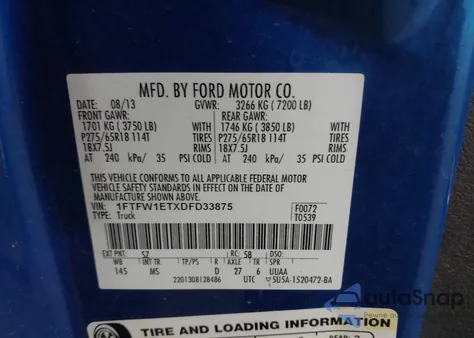 MFD. BY FORD MOTOR CO.
DATE: 08/13 GVWR: 3266 KG ( 7200 LB)
FRONT GAWR: REAR GAWR:
1701 KG ( 3750 LB) 1746 KG ( 3850 LB)
P275/65R18 114T TIRES P275/65R18 114T TIRES
18X7.5J RIMS 18X7.5J RIMS
AT 240 kPa/ 35 PSI COLD AT 240 kPa/ 35 PSI COLD
THIS VEHICLE CONFORMS TO ALL APPLICABLE FEDERAL MOTOR
VEHICLE SAFETY STANDARDS IN EFFECT ON THE DATE OF
MANUFACTURE SHOWN ABOVE.
VIN: 1FTFW1ETXDFD33875 F0072
TYPE: Truck T0539
EXT PNT: S7 RC: 58 DSO:
WB INT TR TP/PS R AXLE TR SPR
145 MS D 27 6 UUAA
2201308128486 UTC 5U5A-1520472-BA
AutaSnap
TIRE AND LOADING INFORMATION